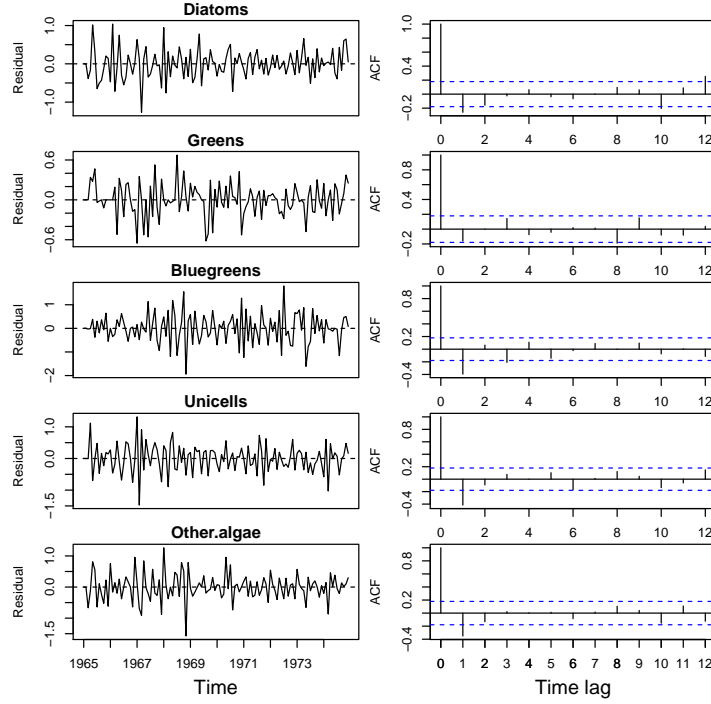 Diatoms
Residual
1.0
0.0
−1.0
ACF
1.0
0.4
−0.2
0 2 4 6 8 10 12
Greens
Residual
0.6
0.0
−0.6
ACF
0.8
0.4
−0.2
0 2 4 6 8 10 12
Bluegreens
Residual
1
0
−2
ACF
0.8
0.2
−0.4
0 2 4 6 8 10 12
Unicells
Residual
1.0
0.0
−1.5
ACF
0.8
0.2
−0.4
0 2 4 6 8 10 12
Other.algae
Residual
1.0
0.0
−1.5
ACF
0.8
0.2
−0.4
1965 1967 1969 1971 1973
0 1 2 3 4 5 6 7 8 9 10 11 12
Time
Time lag